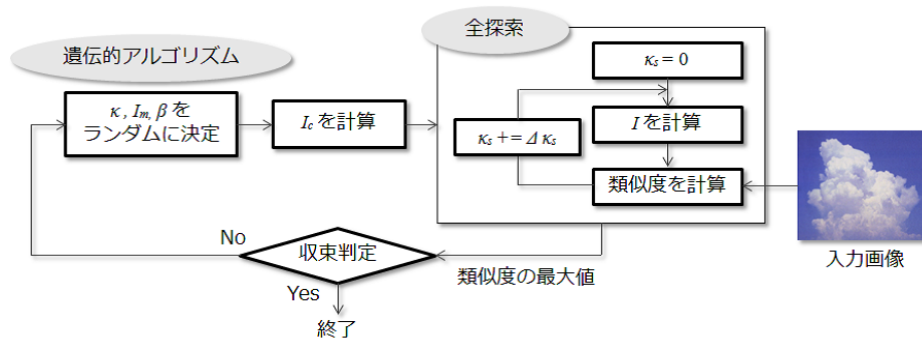 遺伝的アルゴリズム
κ , Iₘ, β を
ランダムに決定
I꜀ を計算
全探索
κₛ = 0
I を計算
κₛ += Δ κₛ
類似度を計算
入力画像
類似度の最大値
収束判定
No
Yes
終了